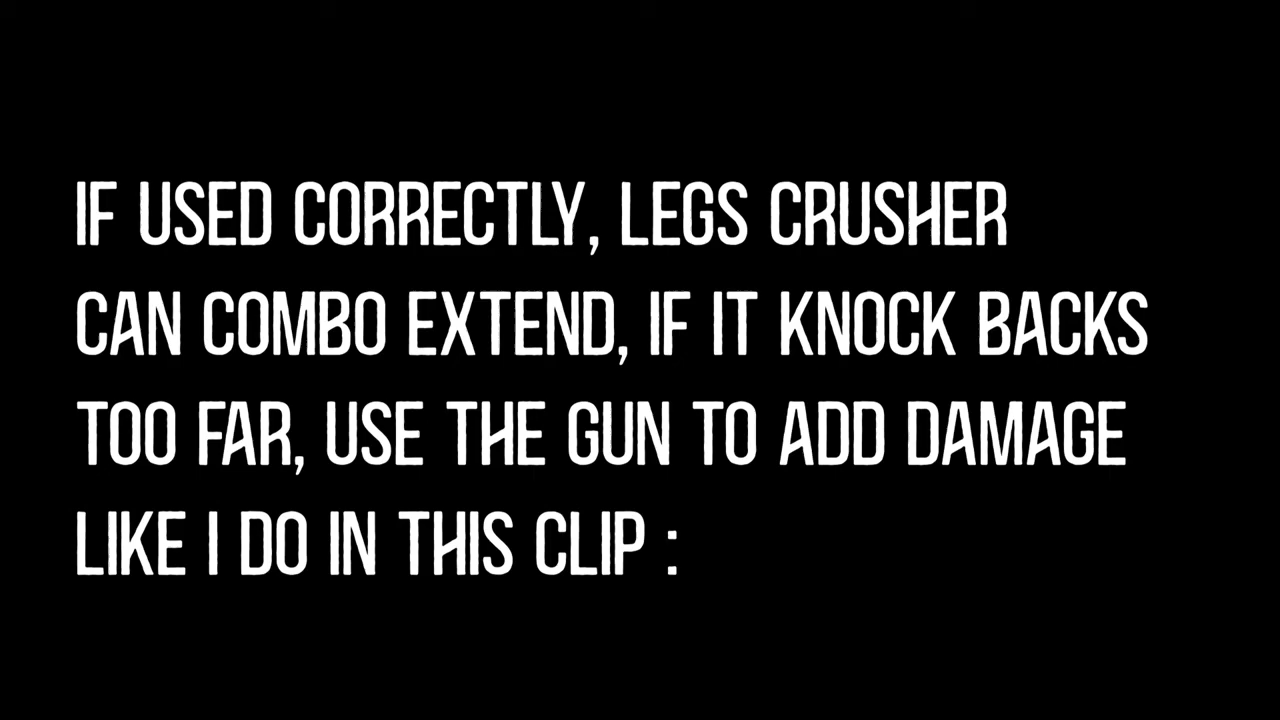 IF USED CORRECTLY, LEGS CRUSHER
CAN COMBO EXTEND, IF IT KNOCK BACKS
TOO FAR, USE THE GUN TO ADD DAMAGE
LIKE I DO IN THIS CLIP :